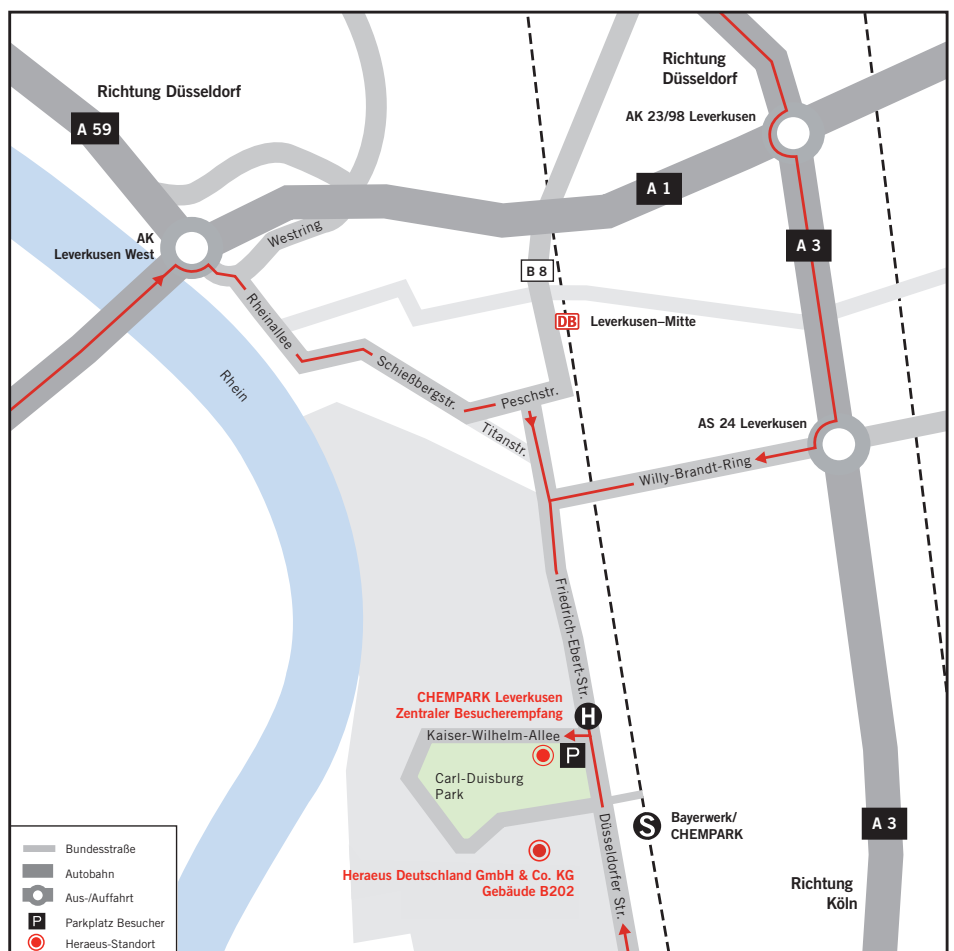 Richtung Düsseldorf
A 59
Richtung
Düsseldorf
AK 23/98 Leverkusen
A 1
AK
Leverkusen West
Westring
A 3
B 8
Rheinallee
DB
Leverkusen–Mitte
Rhein
Schießbergstr.
Peschstr.
Titanstr.
AS 24 Leverkusen
Willy-Brandt-Ring
Friedrich-Ebert-Str.
CHEMPARK Leverkusen
Zentraler Besucherempfang
H
Kaiser-Wilhelm-Allee
P
Carl-Duisburg
Park
Düsseldorfer Str.
S
Bayerwerk/
CHEMPARK
A 3
Heraeus Deutschland GmbH & Co. KG
Gebäude B202
Richtung
Köln
Bundesstraße
Autobahn
Aus-/Auffahrt
P
Parkplatz Besucher
Heraeus-Standort